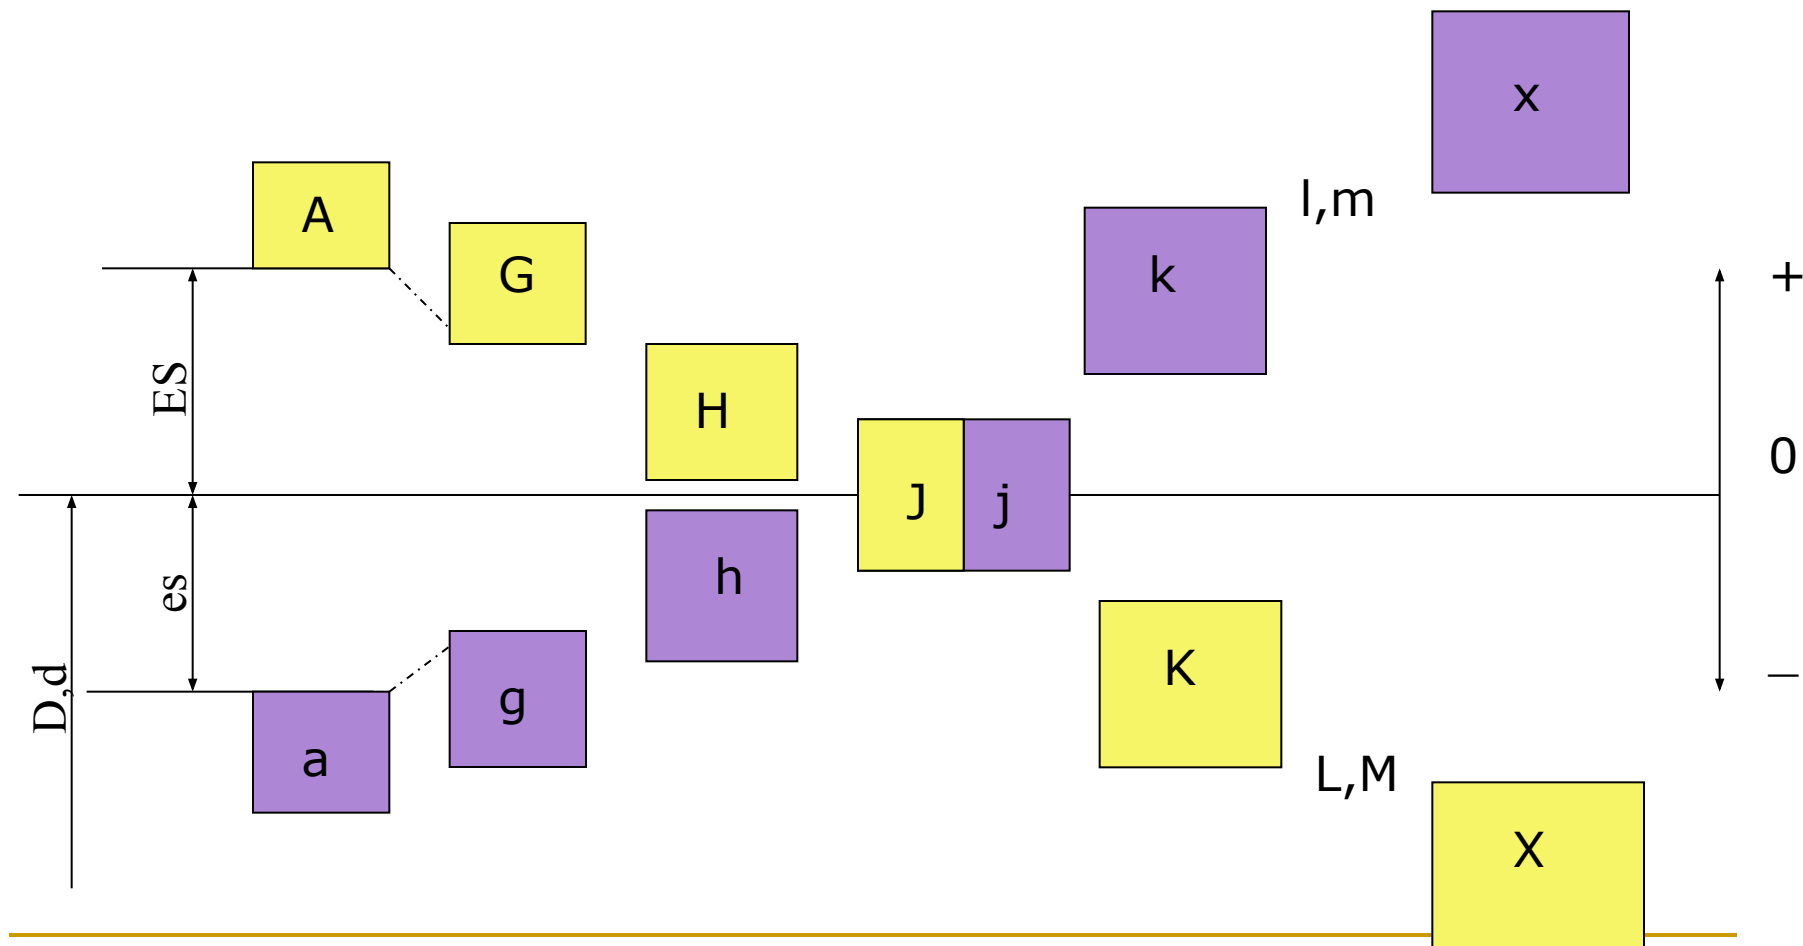 x
l,m
A
G
k
+
ES
H
0
J j
h
es
K
D,d
g
–
a
L,M
X